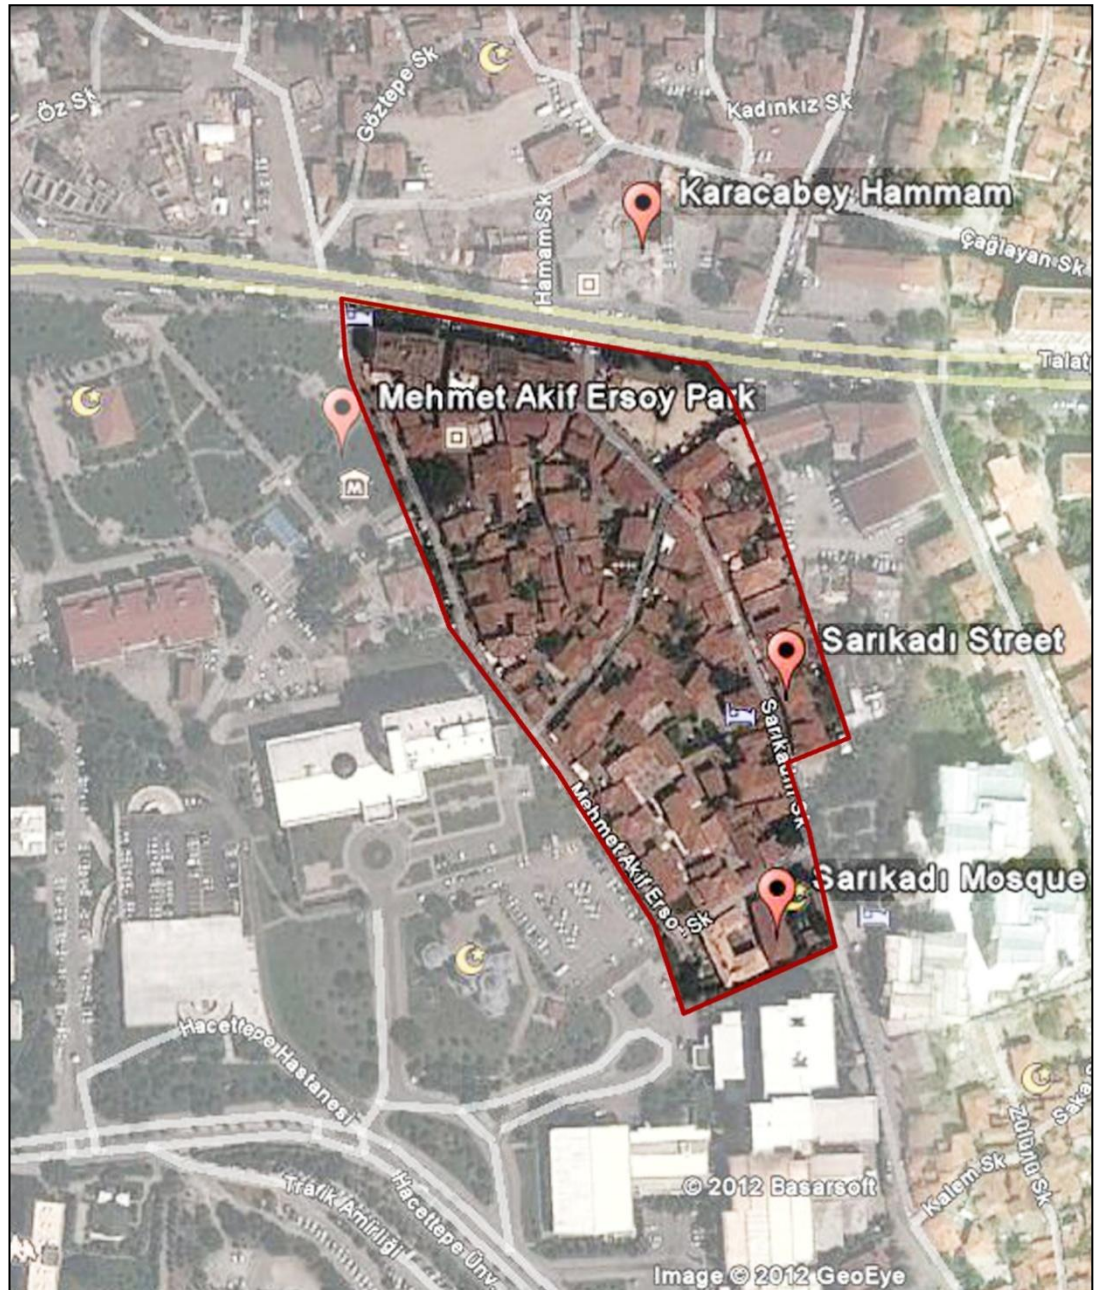 Öz Sk
Göztepe Sk
Kadınkız Sk
Karacabey Hammam
Hamam Sk
Çağlayan Sk
Talat
Mehmet Akif Ersoy Park
M
Sarıkadı Street
Sarıkadın Sk
Mehmet Akif Erso
Sk
Sarıkadı Mosque
Hacettepe Hastanesi
Trafik Amirliği
Hacettepe Ünv.
Kalem Sk
Saka
© 2012 Basarsoft
Image © 2012 GeoEye